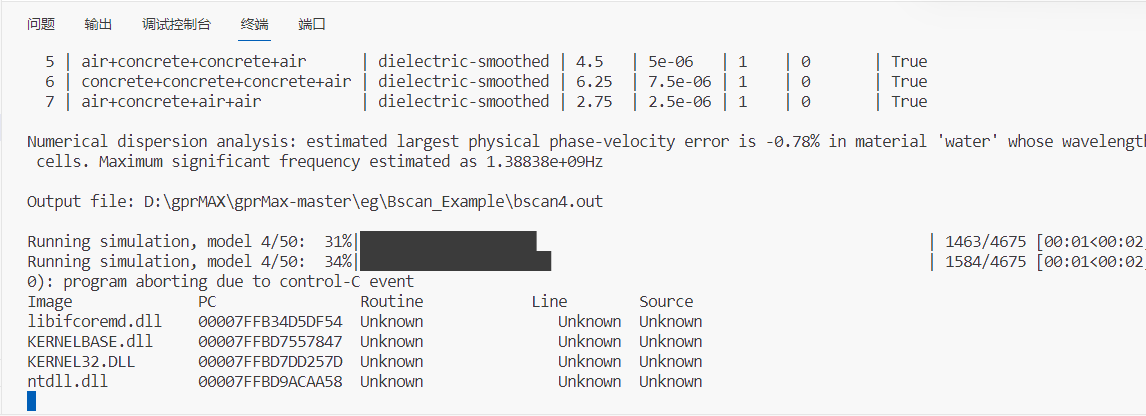 问题 输出 调试控制台 终端 端口
5 | air+concrete+concrete+air | dielectric-smoothed | 4.5 | 5e-06 | 1 | 0 | True
6 | concrete+concrete+concrete+air | dielectric-smoothed | 6.25 | 7.5e-06 | 1 | 0 | True
7 | air+concrete+air+air | dielectric-smoothed | 2.75 | 2.5e-06 | 1 | 0 | True
Numerical dispersion analysis: estimated largest physical phase-velocity error is -0.78% in material 'water' whose wavelength
cells. Maximum significant frequency estimated as 1.38838e+09Hz
Output file: D:\gprMAX\gprMax-master\eg\Bscan_Example\bscan4.out
Running simulation, model 4/50: 31%| | 1463/4675 [00:01<00:02,
Running simulation, model 4/50: 34%| | 1584/4675 [00:01<00:02,
0): program aborting due to control-C event
Image PC Routine Line Source
libifcoremd.dll 00007FFB34D5DF54 Unknown Unknown Unknown
KERNELBASE.dll 00007FFBD7557847 Unknown Unknown Unknown
KERNEL32.DLL 00007FFBD7DD257D Unknown Unknown Unknown
ntdll.dll 00007FFBD9ACAA58 Unknown Unknown Unknown